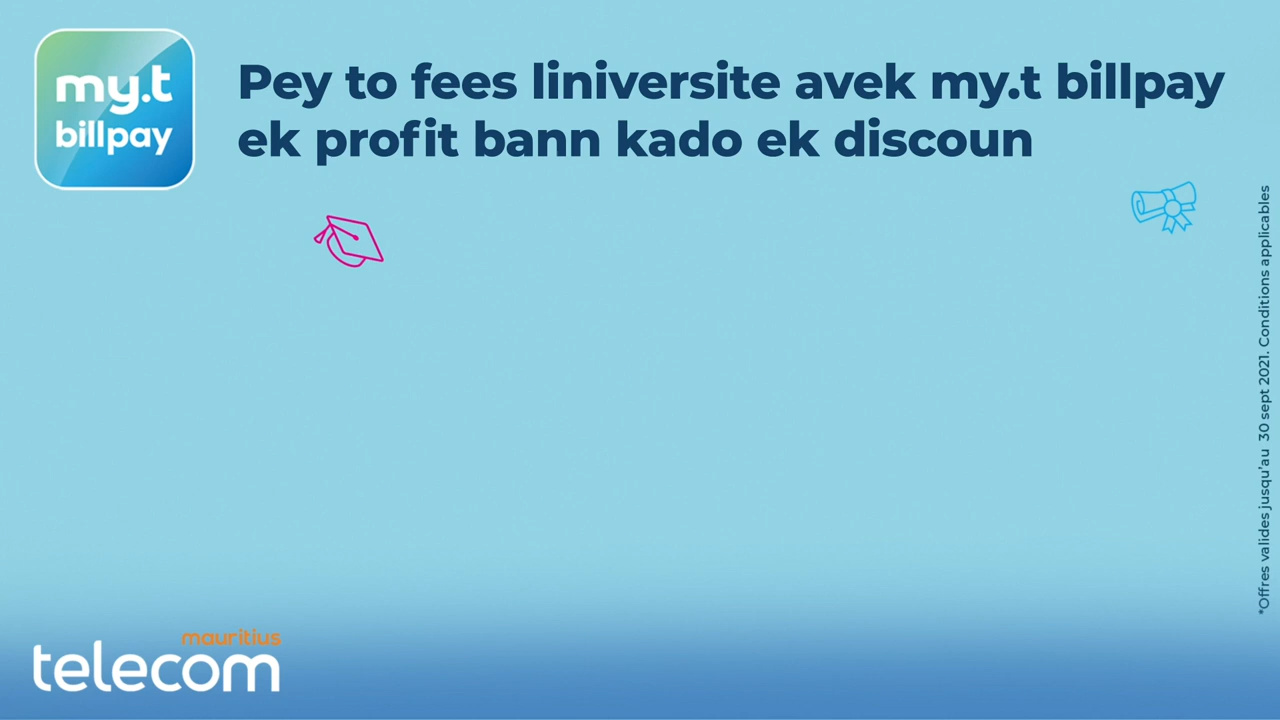 my.t
billpay
Pey to fees liniversite avek my.t billpay
ek profit bann kado ek discoun
*Offres valides jusqu'au 30 sept 2021. Conditions applicables
mauritius
telecom